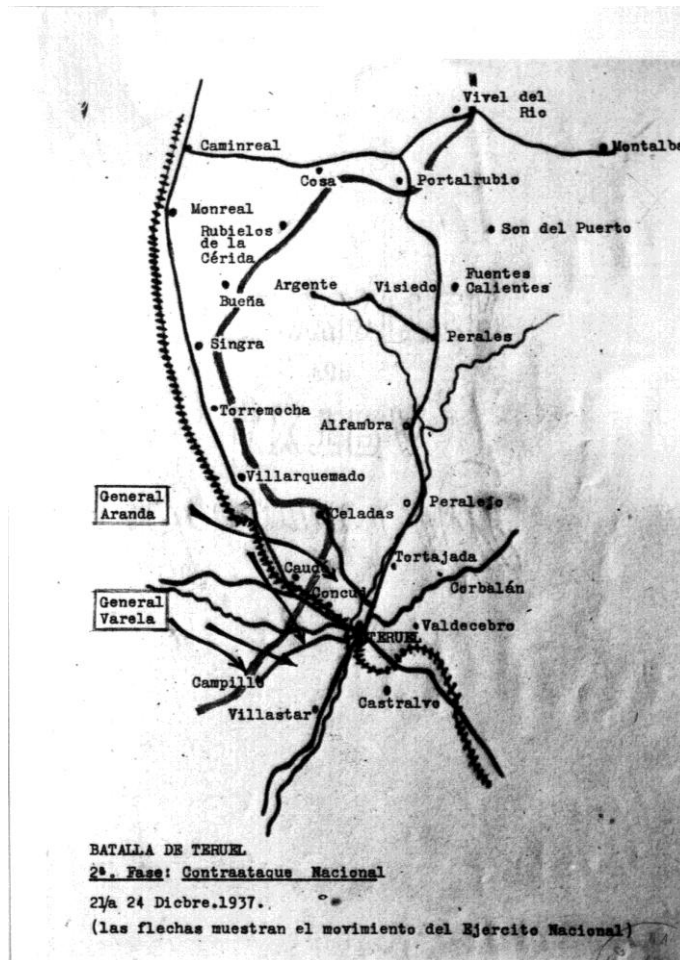 Vivel del
Rio
Caminreal
Montalba
Cosa
Portalrubio
Monreal
Rubielos
de la
Cérida
Son del Puerto
Argente
Visiedo
Fuentes
Calientes
Bueña
Singra
Perales
Torremocha
Alfambra
Villarquemado
General
Aranda
Celadas
Peralejo
Tortajada
Caudé
Corbalán
Concud
General
Varela
TERUEL
Valdecebro
Campillo
Castralvo
Villastar
BATALLA DE TERUEL
2ª. Fase: Contraataque Nacional
21/a 24 Dicbre.1937.
(las flechas muestran el movimiento del Ejercito Nacional)